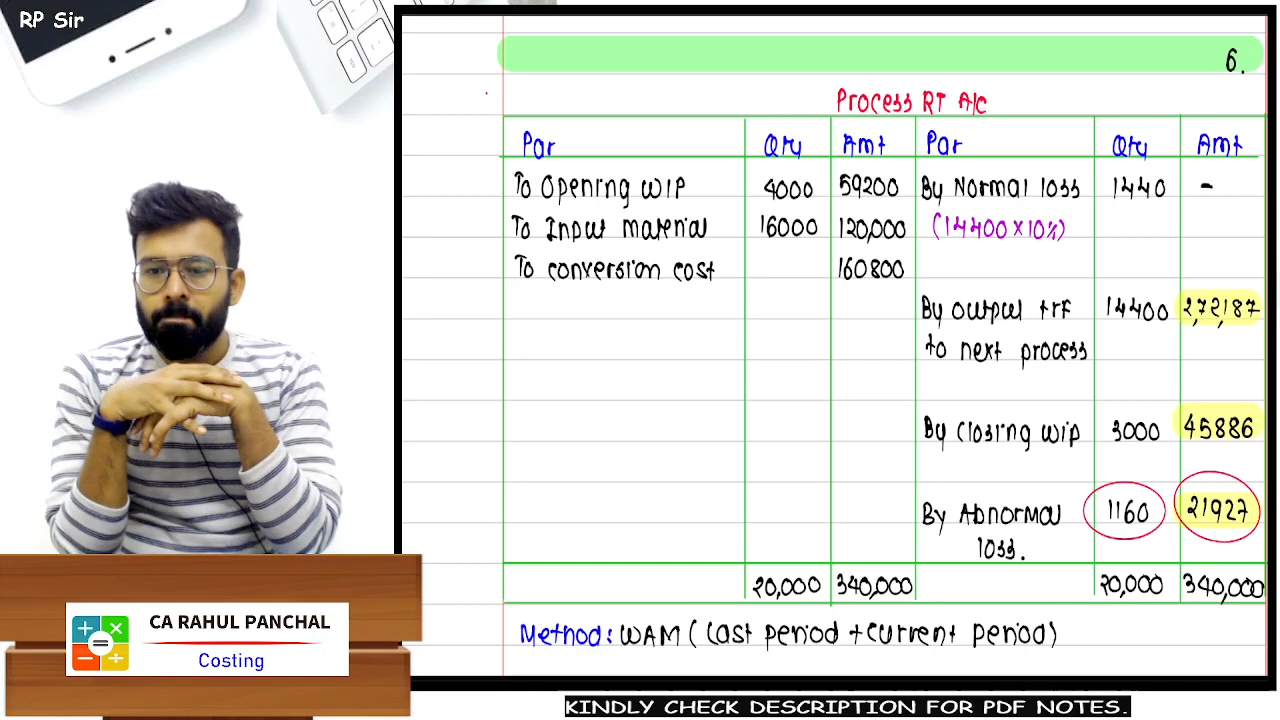 RP Sir
6.
Process RT A/C
Par Qty Amt Par Qty Amt
To Opening WIP 4000 59200 By Normal loss 1440 -
To Input material 16000 120,000 (14400 x 10%)
To conversion cost 160800
By output trf 14400 2,72,187
to next process
By Closing WIP 3000 45886
By Abnormal 1160 21927
loss.
20,000 340,000 20,000 340,000
Method: WAM (Last period + Current period)
CA RAHUL PANCHAL
Costing
KINDLY CHECK DESCRIPTION FOR PDF NOTES.